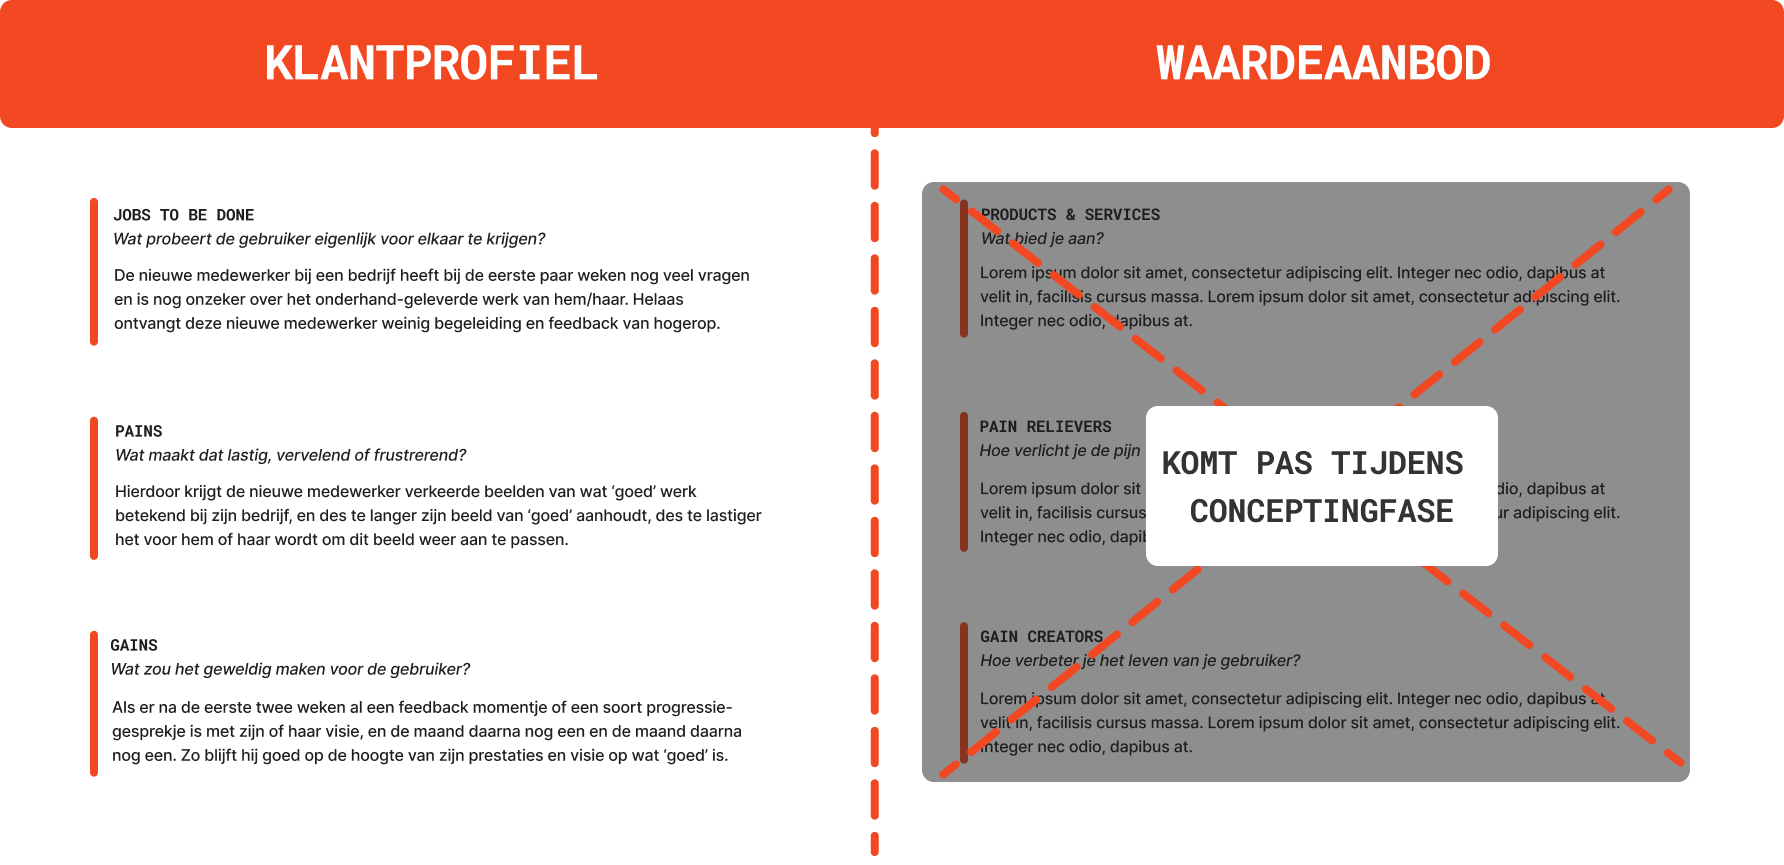 KLANTPROFIEL
WAARDEAANBOD
JOBS TO BE DONE
Wat probeert de gebruiker eigenlijk voor elkaar te krijgen?
De nieuwe medewerker bij een bedrijf heeft bij de eerste paar weken nog veel vragen
en is nog onzeker over het onderhand-geleverde werk van hem/haar. Helaas
ontvangt deze nieuwe medewerker weinig begeleiding en feedback van hogerop.
PAINS
Wat maakt dat lastig, vervelend of frustrerend?
Hierdoor krijgt de nieuwe medewerker verkeerde beelden van wat ‘goed’ werk
betekend bij zijn bedrijf, en des te langer zijn beeld van ‘goed’ aanhoudt, des te lastiger
het voor hem of haar wordt om dit beeld weer aan te passen.
GAINS
Wat zou het geweldig maken voor de gebruiker?
Als er na de eerste twee weken al een feedback momentje of een soort progressie-
gesprekje is met zijn of haar visie, en de maand daarna nog een en de maand daarna
nog een. Zo blijft hij goed op de hoogte van zijn prestaties en visie op wat ‘goed’ is.
PRODUCTS & SERVICES
Wat bied je aan?
Lorem ipsum dolor sit amet, consectetur adipiscing elit. Integer nec odio, dapibus at
velit in, facilisis cursus massa. Lorem ipsum dolor sit amet, consectetur adipiscing elit.
Integer nec odio, dapibus at.
PAIN RELIEVERS
Hoe verlicht je de pijn
Lorem ipsum dolor sit
dio, dapibus at
velit in, facilisis cursus
ur adipiscing elit.
Integer nec odio,
KOMT PAS TIJDENS
CONCEPTINGFASE
GAIN CREATORS
Hoe verbeter je het leven van je gebruiker?
Lorem ipsum dolor sit amet, consectetur adipiscing elit. Integer nec odio, dapibus at
velit in, facilisis cursus massa. Lorem ipsum dolor sit amet, consectetur adipiscing elit.
Integer nec odio, dapibus at.